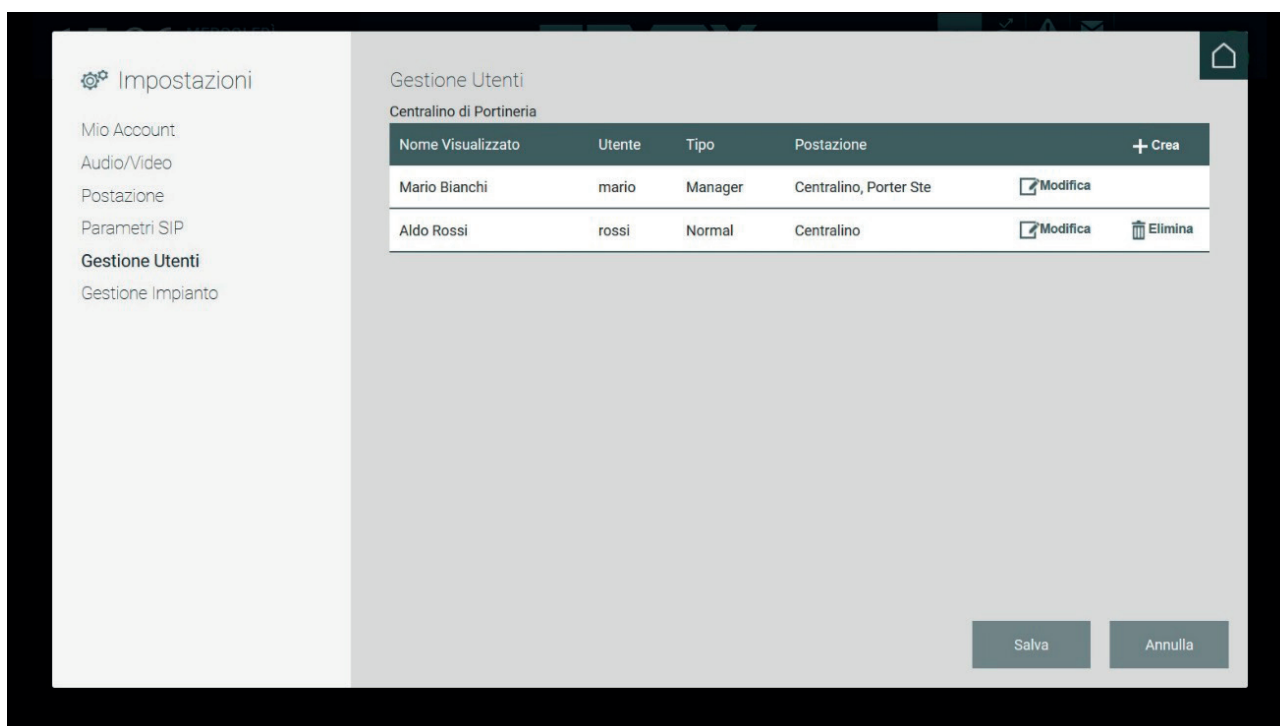 Impostazioni
Mio Account
Audio/Video
Postazione
Parametri SIP
Gestione Utenti
Gestione Impianto
Gestione Utenti
Centralino di Portineria
Nome Visualizzato Utente Tipo Postazione + Crea
Mario Bianchi mario Manager Centralino, Porter Ste Modifica
Aldo Rossi rossi Normal Centralino Modifica Elimina
Salva Annulla